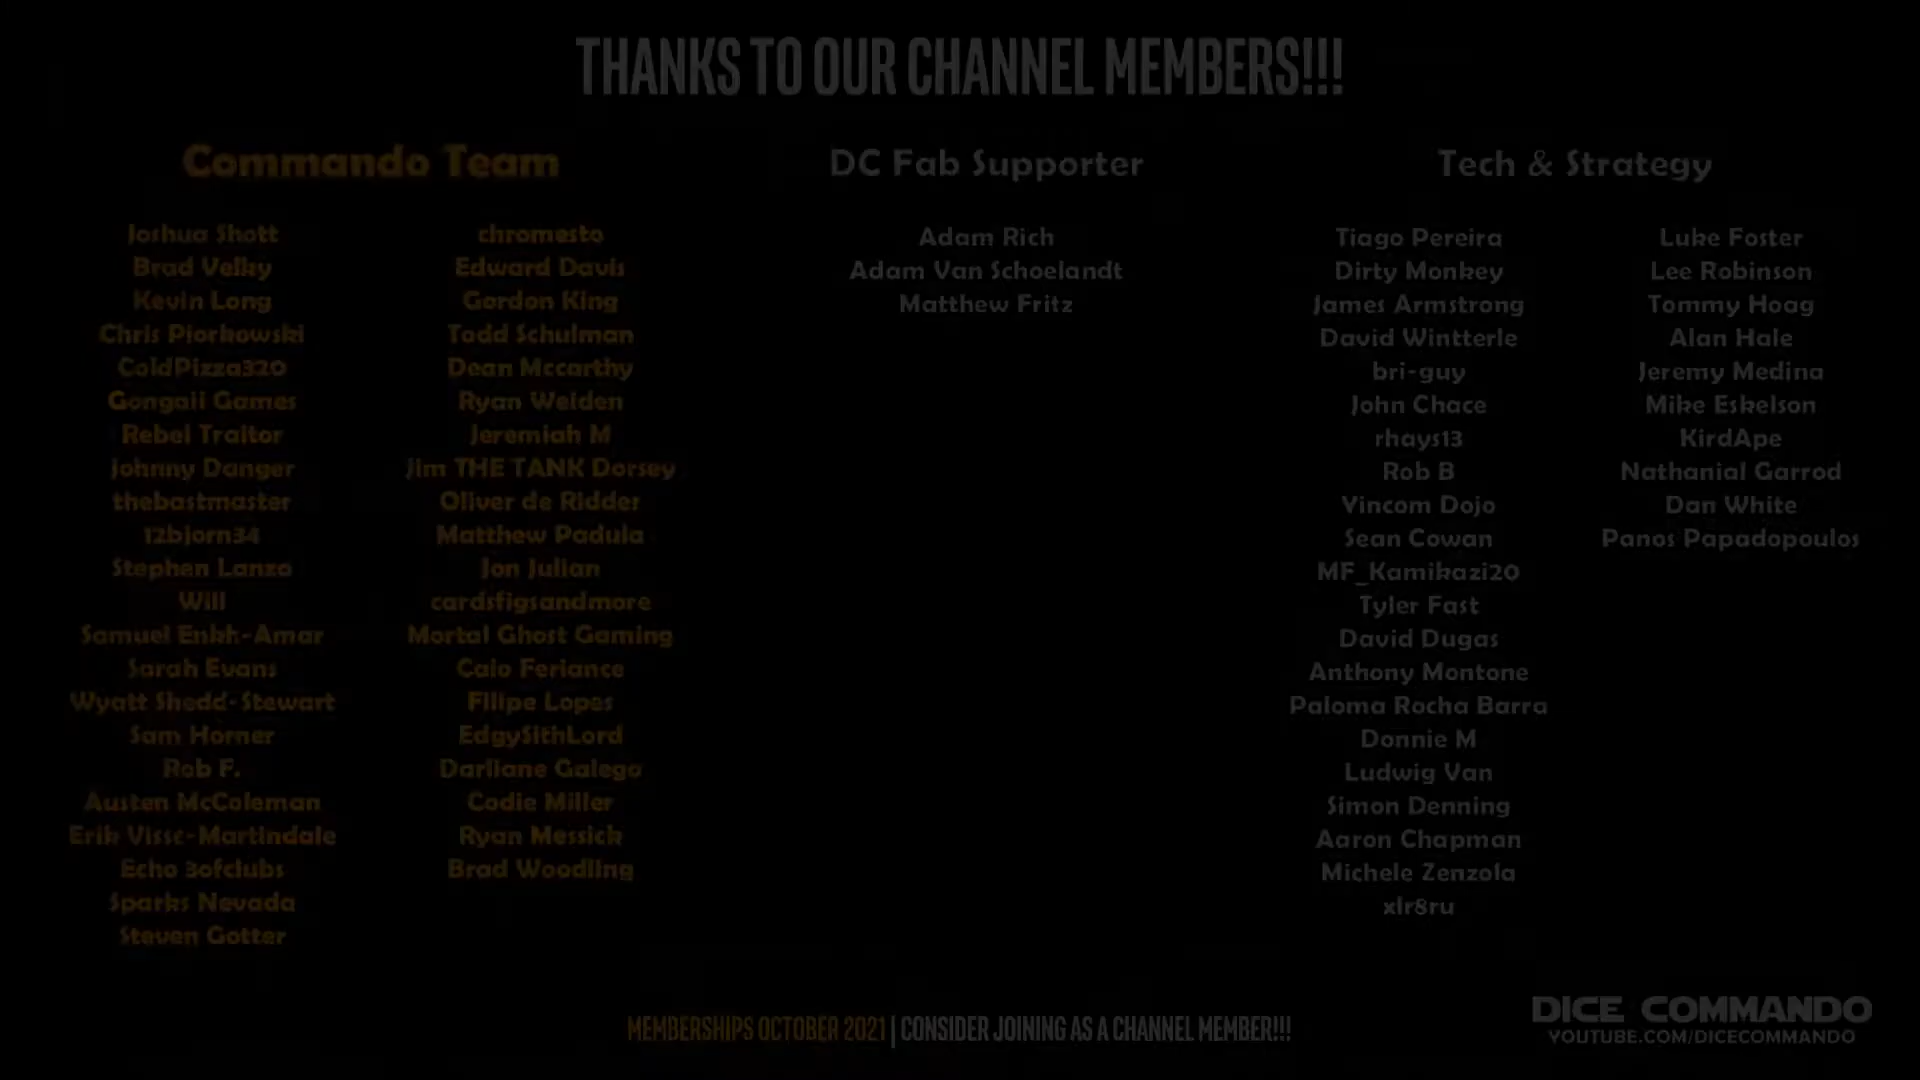 THANKS TO OUR CHANNEL MEMBERS!!!
Commando Team
Joshua Shott
Brad Velky
Kevin Long
Chris Piorkowski
ColdPizza320
Gongali Games
Rebel Traitor
Johnny Danger
thebastmaster
12bjorn34
Stephen Lanza
Will
Samuel Enkh-Amar
Sarah Evans
Wyatt Shedd-Stewart
Sam Horner
Rob F.
Austen McColeman
Erik Visse-Martindale
Echo 3ofclubs
Sparks Nevada
Steven Gotter
chromesto
Edward Davis
Gordon King
Todd Schulman
Dean Mccarthy
Ryan Welden
Jeremiah M
Jim THE TANK Dorsey
Oliver de Ridder
Matthew Padula
Jon Julian
cardsfigsandmore
Mortal Ghost Gaming
Caio Feriance
Filipe Lopes
EdgySithLord
Darliane Galego
Codie Miller
Ryan Messick
Brad Woodling
DC Fab Supporter
Adam Rich
Adam Van Schoelandt
Matthew Fritz
Tech & Strategy
Tiago Pereira
Dirty Monkey
James Armstrong
David Wintterle
bri-guy
John Chace
rhays13
Rob B
Vincom Dojo
Sean Cowan
MF_Kamikazi20
Tyler Fast
David Dugas
Anthony Montone
Paloma Rocha Barra
Donnie M
Ludwig Van
Simon Denning
Aaron Chapman
Michele Zenzola
xlr8ru
Luke Foster
Lee Robinson
Tommy Hoag
Alan Hale
Jeremy Medina
Mike Eskelson
KirdApe
Nathanial Garrod
Dan White
Panos Papadopoulos
MEMBERSHIPS OCTOBER 2021 | CONSIDER JOINING AS A CHANNEL MEMBER!!!
DICE COMMANDO
YOUTUBE.COM/DICECOMMANDO